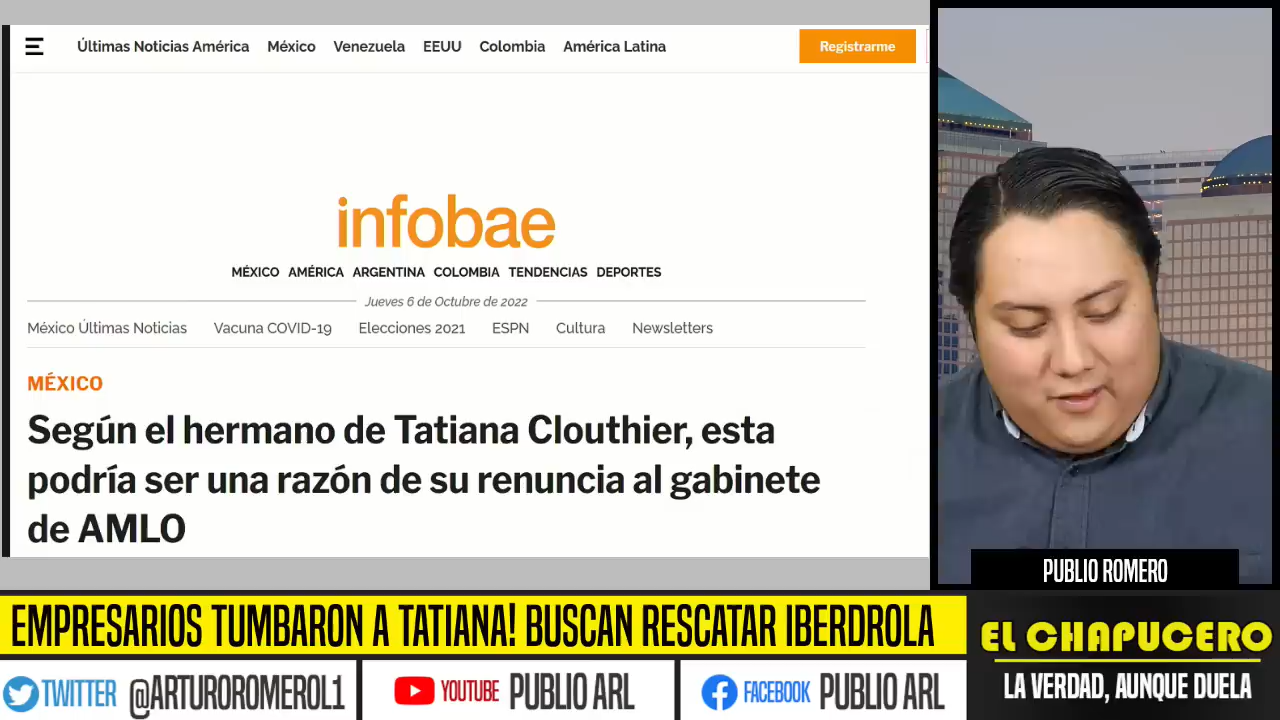 Últimas Noticias América México Venezuela EEUU Colombia América Latina Registrarme
infobae
MÉXICO AMÉRICA ARGENTINA COLOMBIA TENDENCIAS DEPORTES
Jueves 6 de Octubre de 2022
México Últimas Noticias Vacuna COVID-19 Elecciones 2021 ESPN Cultura Newsletters
MÉXICO
Según el hermano de Tatiana Clouthier, esta
podría ser una razón de su renuncia al gabinete
de AMLO
PUBLIO ROMERO
EMPRESARIOS TUMBARON A TATIANA! BUSCAN RESCATAR IBERDROLA
EL CHAPUCERO
LA VERDAD, AUNQUE DUELA
TWITTER @ARTUROROMEROL1 YOUTUBE PUBLIO ARL FACEBOOK PUBLIO ARL